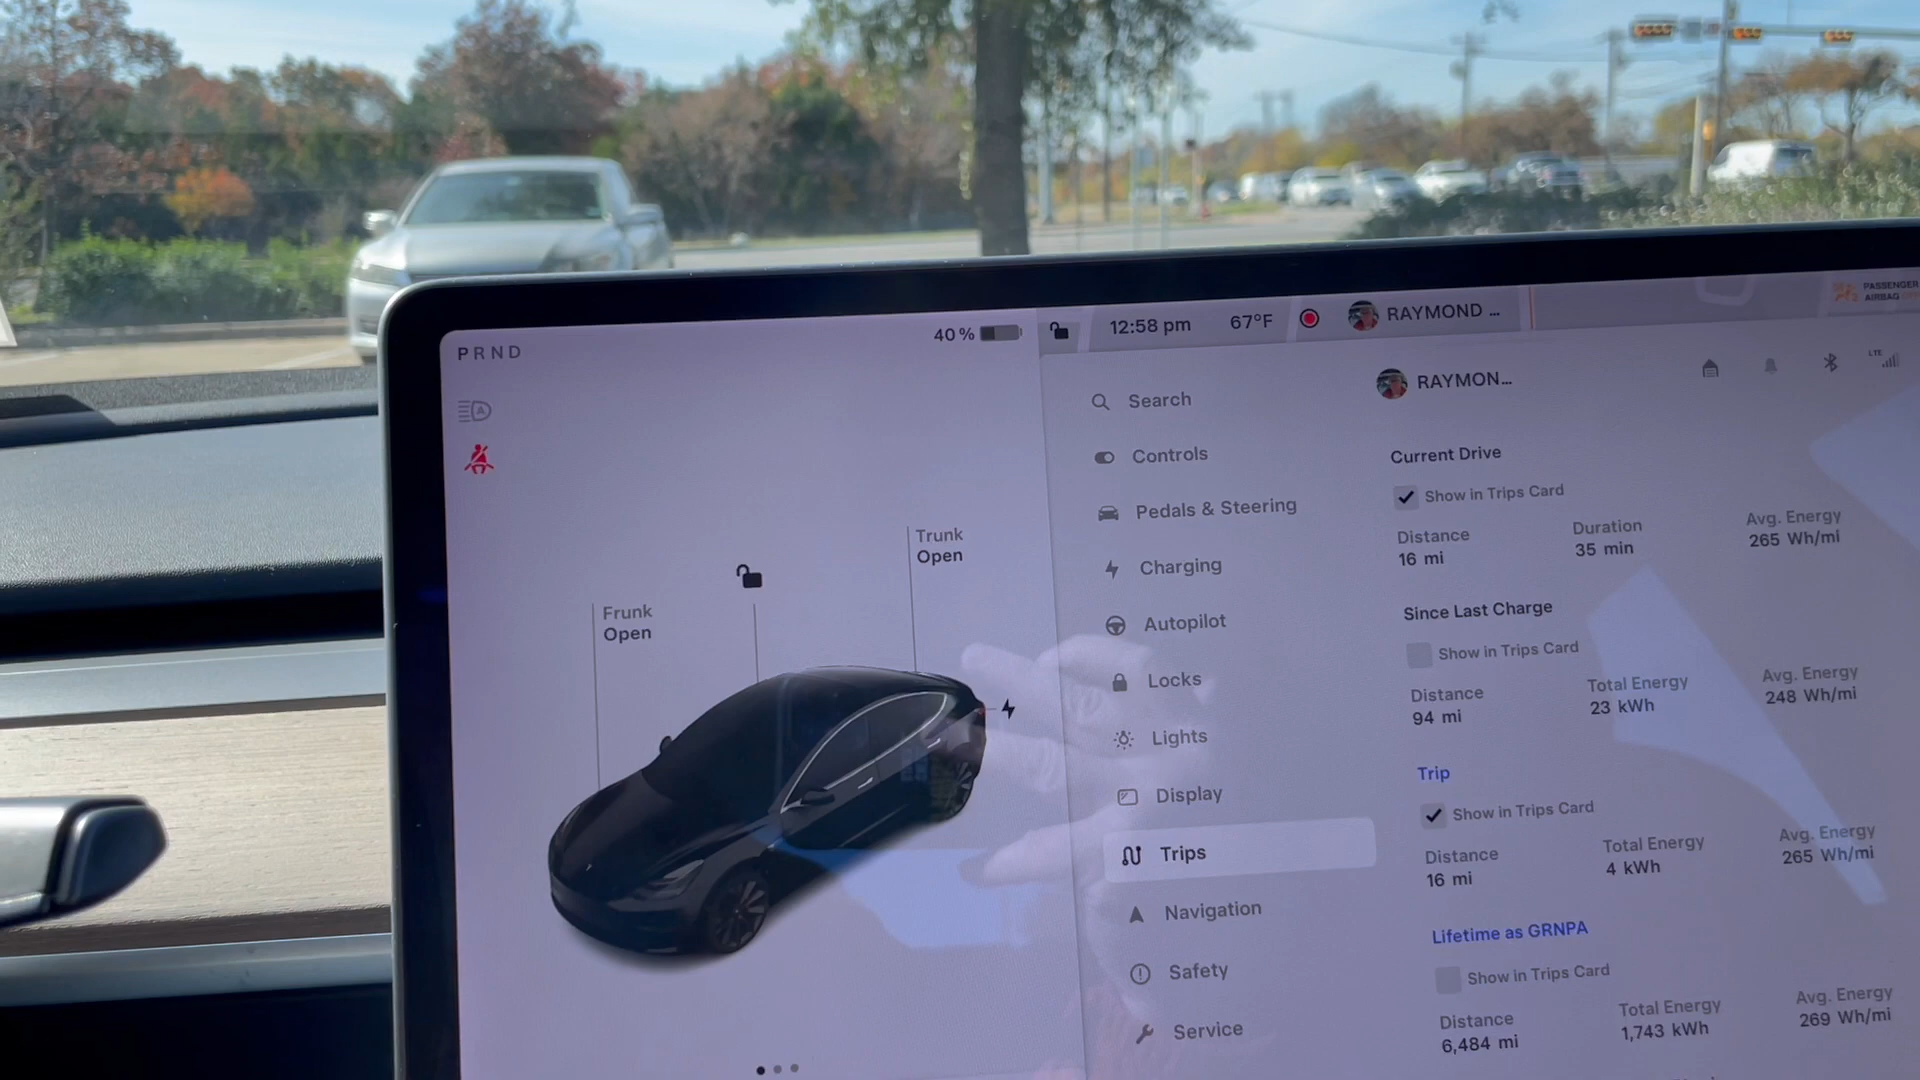 PRND
40 %
12:58 pm
67°F
RAYMOND ...
PASSENGER
AIRBAG
Trunk
Open
Frunk
Open
Search
Controls
Pedals & Steering
Charging
Autopilot
Locks
Lights
Display
Trips
Navigation
Safety
Service
RAYMON...
LTE
Current Drive
Show in Trips Card
Distance
16 mi
Duration
35 min
Avg. Energy
265 Wh/mi
Since Last Charge
Show in Trips Card
Distance
94 mi
Total Energy
23 kWh
Avg. Energy
248 Wh/mi
Trip
Show in Trips Card
Distance
16 mi
Total Energy
4 kWh
Avg. Energy
265 Wh/mi
Lifetime as GRNPA
Show in Trips Card
Distance
6,484 mi
Total Energy
1,743 kWh
Avg. Energy
269 Wh/mi